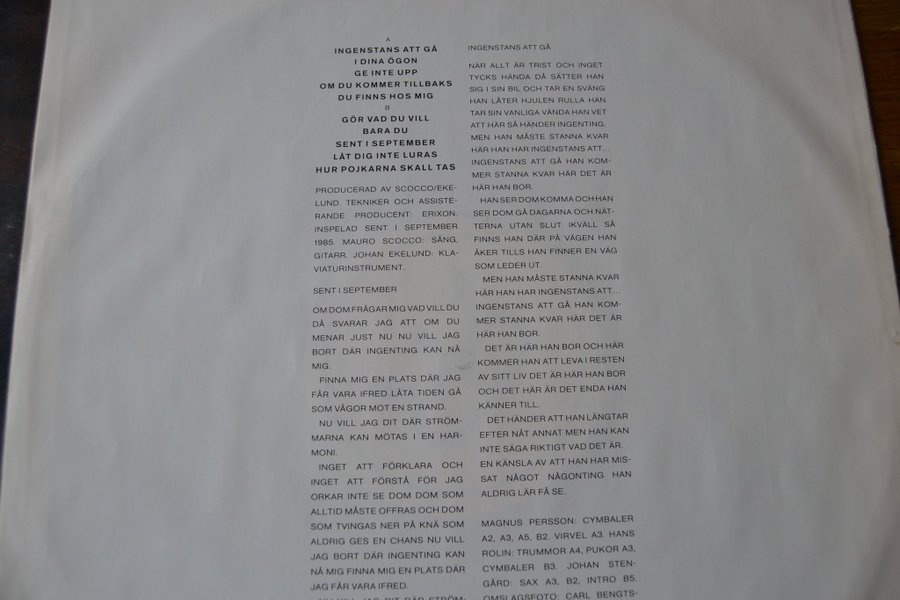 A
INGENSTANS ATT GÅ
I DINA ÖGON
GE INTE UPP
OM DU KOMMER TILLBAKS
DU FINNS HOS MIG
B
GÖR VAD DU VILL
BARA DU
SENT I SEPTEMBER
LÅT DIG INTE LURAS
HUR POJKARNA SKALL TAS
PRODUCERAD AV SCOCCO/EKE-
LUND TEKNIKER OCH ASSISTE-
RANDE PRODUCENT: ERIXON.
INSPELAD SENT I SEPTEMBER
1985. MAURO SCOCCO: SÅNG,
GITARR. JOHAN EKELUND: KLA-
VIATURINSTRUMENT.
SENT I SEPTEMBER
OM DOM FRÅGAR MIG VAD VILL DU
DÅ SVARAR JAG ATT OM DU
MENAR JUST NU NU VILL JAG
BORT DÄR INGENTING KAN NÅ
MIG.
FINNA MIG EN PLATS DÄR JAG
FÅR VARA IFRED LÅTA TIDEN GÅ
SOM VÅGOR MOT EN STRAND.
NU VILL JAG DIT DÄR STRÖM-
MARNA KAN MÖTAS I EN HAR-
MONI.
INGET ATT FÖRKLARA OCH
INGET ATT FÖRSTÅ FÖR JAG
ORKAR INTE SE DOM DOM SOM
ALLTID MÅSTE OFFRAS OCH DOM
SOM TVINGAS NER PÅ KNÄ SOM
ALDRIG GES EN CHANS NU VILL
JAG BORT DÄR INGENTING KAN
NÅ MIG FINNA MIG EN PLATS DÄR
JAG FÅR VARA IFRED.
VILL JAG DIT DÄR STRÖM-
INGENSTANS ATT GÅ
NÄR ALLT ÄR TRIST OCH INGET
TYCKS HÄNDA DÅ SÄTTER HAN
SIG I SIN BIL OCH TAR EN SVÄNG
HAN LÅTER HJULEN RULLA HAN
TAR SIN VANLIGA VÄNDA HAN VET
ATT HÄR SÅ HÄNDER INGENTING.
MEN HAN MÅSTE STANNA KVAR
HÄR HAN HAR INGENSTANS ATT...
INGENSTANS ATT GÅ HAN KOM-
MER STANNA KVAR HÄR DET ÄR
HÄR HAN BOR.
HAN SER DOM KOMMA OCH HAN
SER DOM GÅ DAGARNA OCH NÄT-
TERNA UTAN SLUT IKVÄLL SÅ
FINNS HAN DÄR PÅ VÄGEN HAN
ÅKER TILLS HAN FINNER EN VÄG
SOM LEDER UT.
MEN HAN MÅSTE STANNA KVAR
HÄR HAN HAR INGENSTANS ATT...
INGENSTANS ATT GÅ HAN KOM-
MER STANNA KVAR HÄR DET ÄR
HÄR HAN BOR.
DET ÄR HÄR HAN BOR OCH HÄR
KOMMER HAN ATT LEVA I RESTEN
AV SITT LIV DET ÄR HÄR HAN BOR
OCH DET HÄR ÄR DET ENDA HAN
KÄNNER TILL.
DET HÄNDER ATT HAN LÄNGTAR
EFTER NÅT ANNAT MEN HAN KAN
INTE SÄGA RIKTIGT VAD DET ÄR.
EN KÄNSLA AV ATT HAN HAR MIS-
SAT NÅGOT NÅGONTING HAN
ALDRIG LÄR FÅ SE.
MAGNUS PERSSON: CYMBALER
A2, A3, A5, B2. VIRVEL A3. HANS
ROLIN: TRUMMOR A4, PUKOR A3,
CYMBALER B3. JOHAN STEN-
GÅRD: SAX A3, B2, INTRO B5.
OMSLAGSFOTO: CARL BENGTS-